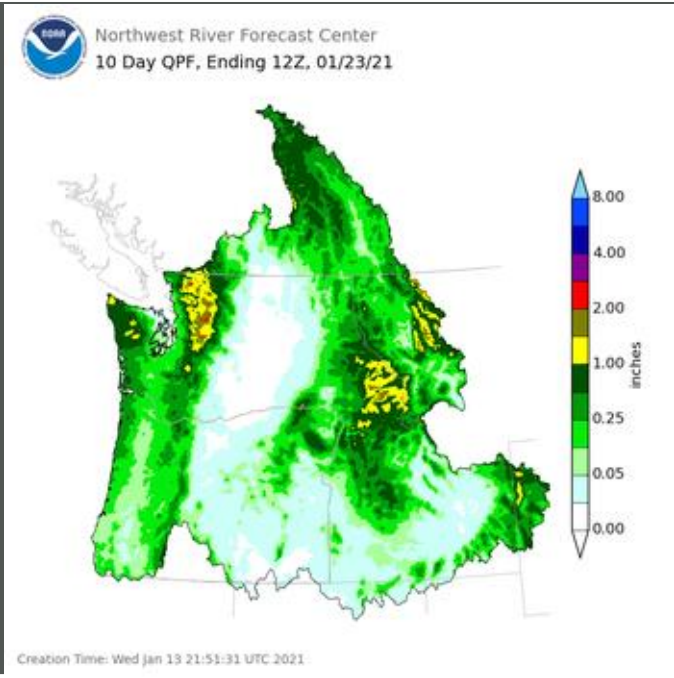 NOAA
Northwest River Forecast Center
10 Day QPF, Ending 12Z, 01/23/21
8.00
4.00
2.00
1.00
0.25
0.05
0.00
inches
Creation Time: Wed Jan 13 21:51:31 UTC 2021